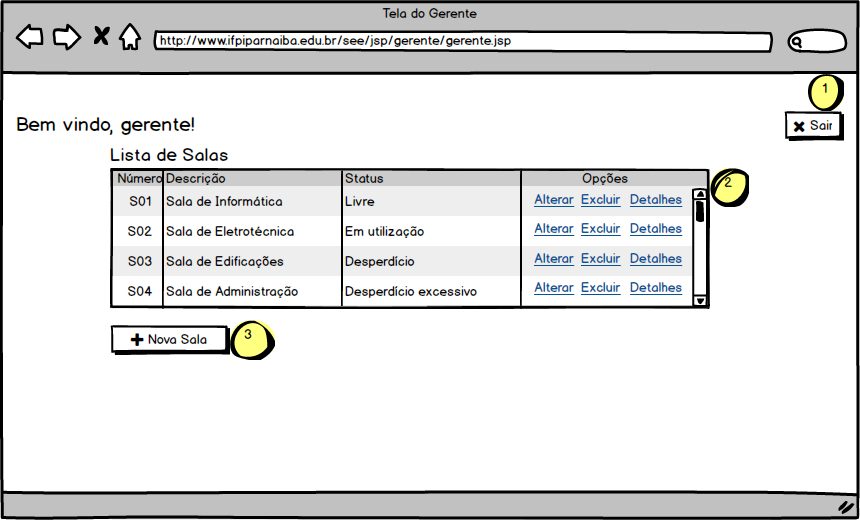 Tela do Gerente
http://www.ifpiparnaiba.edu.br/see/jsp/gerente/gerente.jsp
1
Bem vindo, gerente!
Sair
Lista de Salas
Número Descrição Status Opções
2
S01 Sala de Informática Livre Alterar Excluir Detalhes
S02 Sala de Eletrotécnica Em utilização Alterar Excluir Detalhes
S03 Sala de Edificações Desperdício Alterar Excluir Detalhes
S04 Sala de Administração Desperdício excessivo Alterar Excluir Detalhes
Nova Sala
3